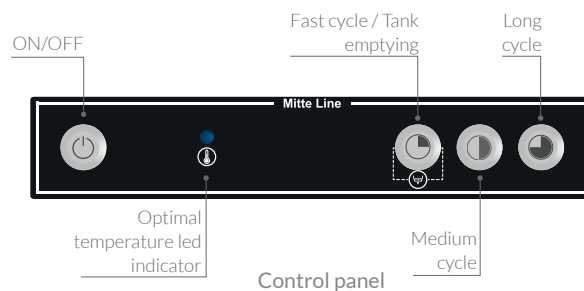 Fast cycle / Tank
emptying
Long
cycle
ON/OFF
Mitte Line
Optimal
temperature led
indicator
Medium
cycle
Control panel